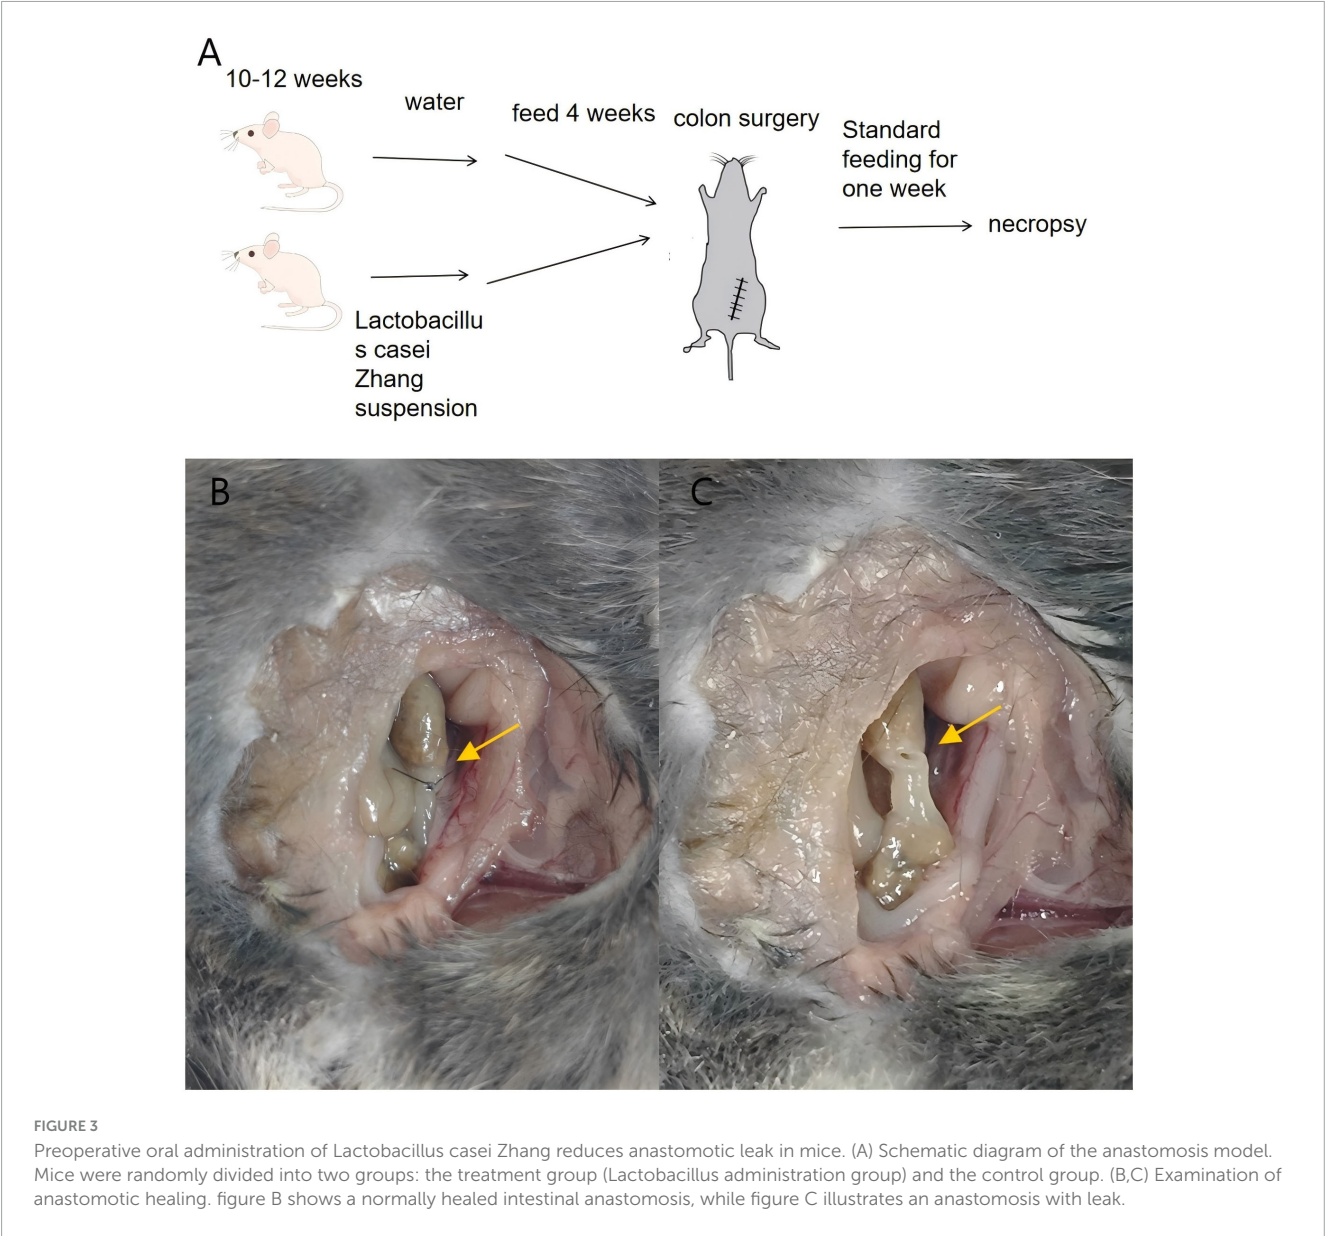 A
10-12 weeks
water
feed 4 weeks
colon surgery
Standard
feeding for
one week
necropsy
Lactobacillu
s casei
Zhang
suspension
B
C
FIGURE 3
Preoperative oral administration of Lactobacillus casei Zhang reduces anastomotic leak in mice. (A) Schematic diagram of the anastomosis model.
Mice were randomly divided into two groups: the treatment group (Lactobacillus administration group) and the control group. (B,C) Examination of
anastomotic healing. figure B shows a normally healed intestinal anastomosis, while figure C illustrates an anastomosis with leak.